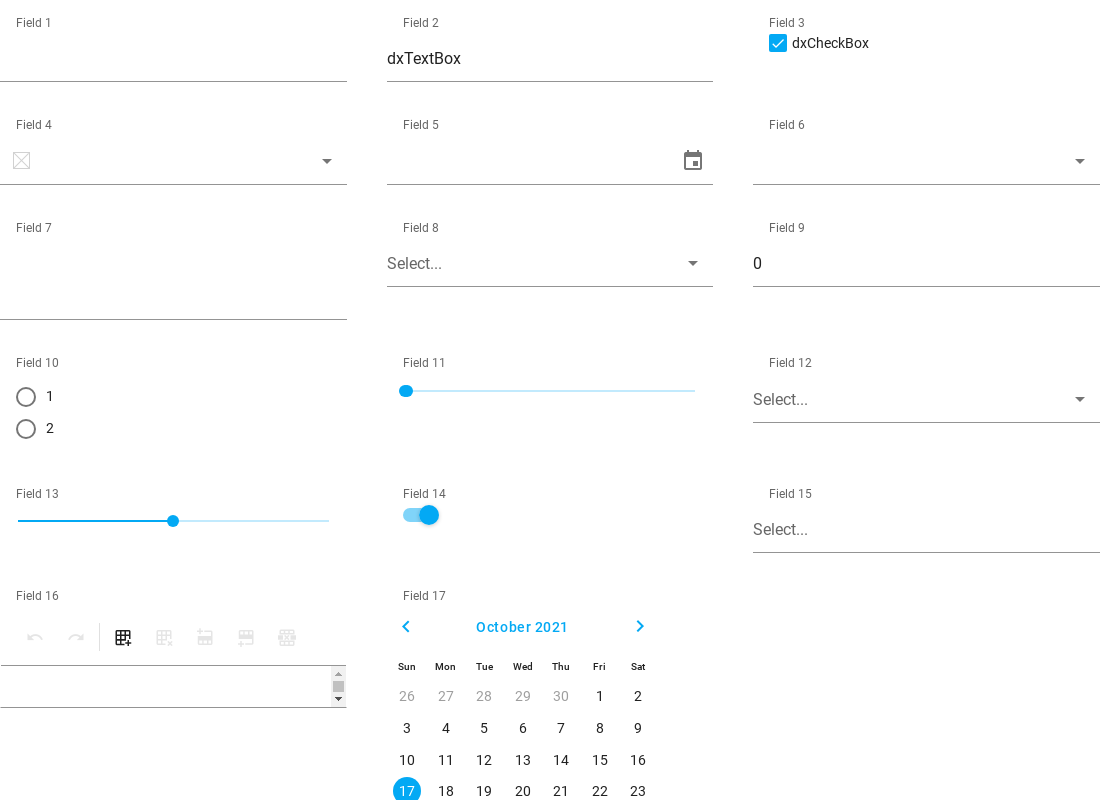 Field 1
Field 2
Field 3
dxTextBox
dxCheckBox
Field 4
Field 5
Field 6
Field 7
Field 8
Field 9
Select...
0
Field 10
Field 11
Field 12
1
2
Select...
Field 13
Field 14
Field 15
Select...
Field 16
Field 17
October 2021
Sun Mon Tue Wed Thu Fri Sat
26 27 28 29 30 1 2
3 4 5 6 7 8 9
10 11 12 13 14 15 16
17 18 19 20 21 22 23